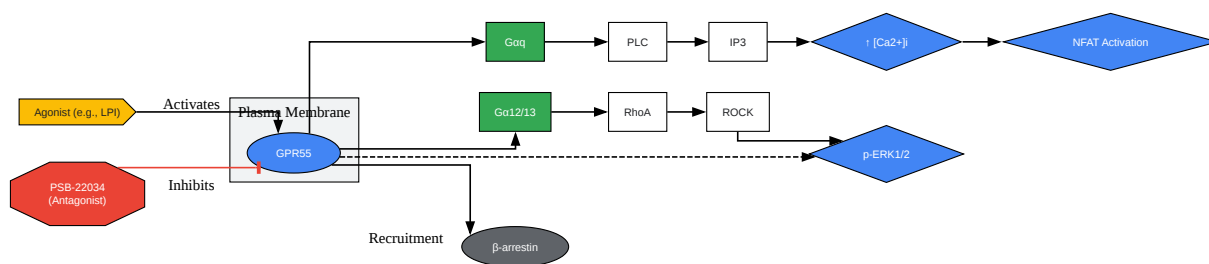 Gαq
PLC
IP3
↑ [Ca2+]i
NFAT Activation
Agonist (e.g., LPI)
Activates
Plasma Membrane
Gα12/13
RhoA
ROCK
GPR55
p-ERK1/2
PSB-22034
(Antagonist)
Inhibits
Recruitment
β-arrestin